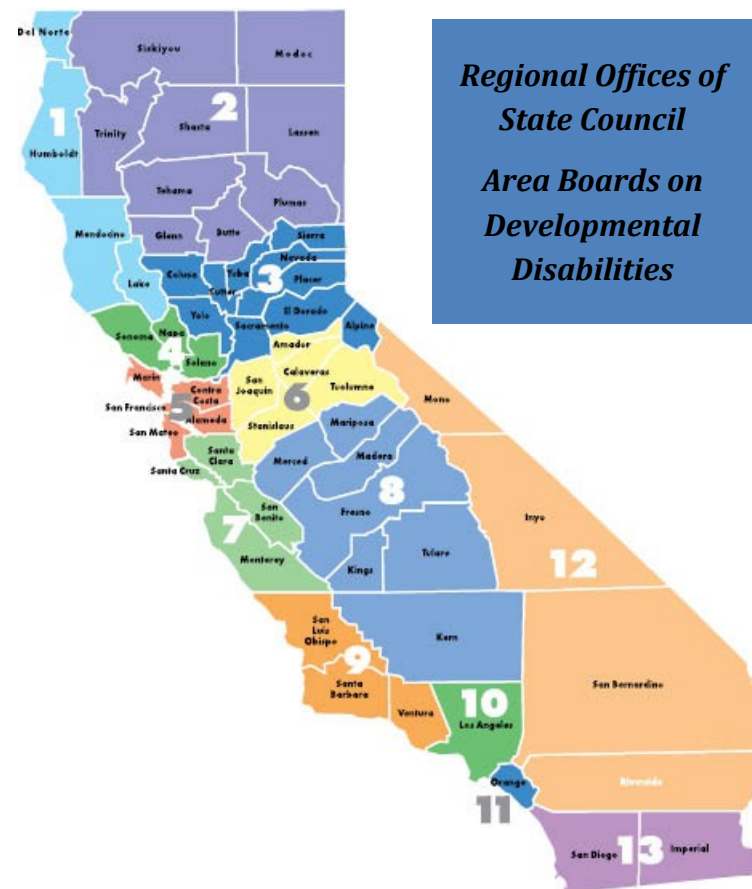 Regional Offices of
State Council
Area Boards on
Developmental
Disabilities
Del Norte
Siskiyou
Modoc
1
2
Humboldt
Trinity
Shasta
Lassen
Tehama
Plumas
Mendocino
Glenn
Butte
Sierra
Lake
Colusa
Yuba
Nevada
3
Placer
Sutter
Yolo
El Dorado
Sonoma
Napa
Sacramento
Alpine
4
Solano
Amador
Marin
Calaveras
Contra
Costa
San
Joaquin
Tuolumne
Mono
San Francisco
5
6
Alameda
San Mateo
Stanislaus
Mariposa
Santa
Clara
Merced
Madera
Santa Cruz
8
San
Benito
Fresno
Inyo
7
Monterey
Kings
Tulare
12
San
Luis
Obispo
Kern
9
Santa
Barbara
Ventura
10
Los Angeles
San Bernardino
Orange
Riverside
11
San Diego
13
Imperial